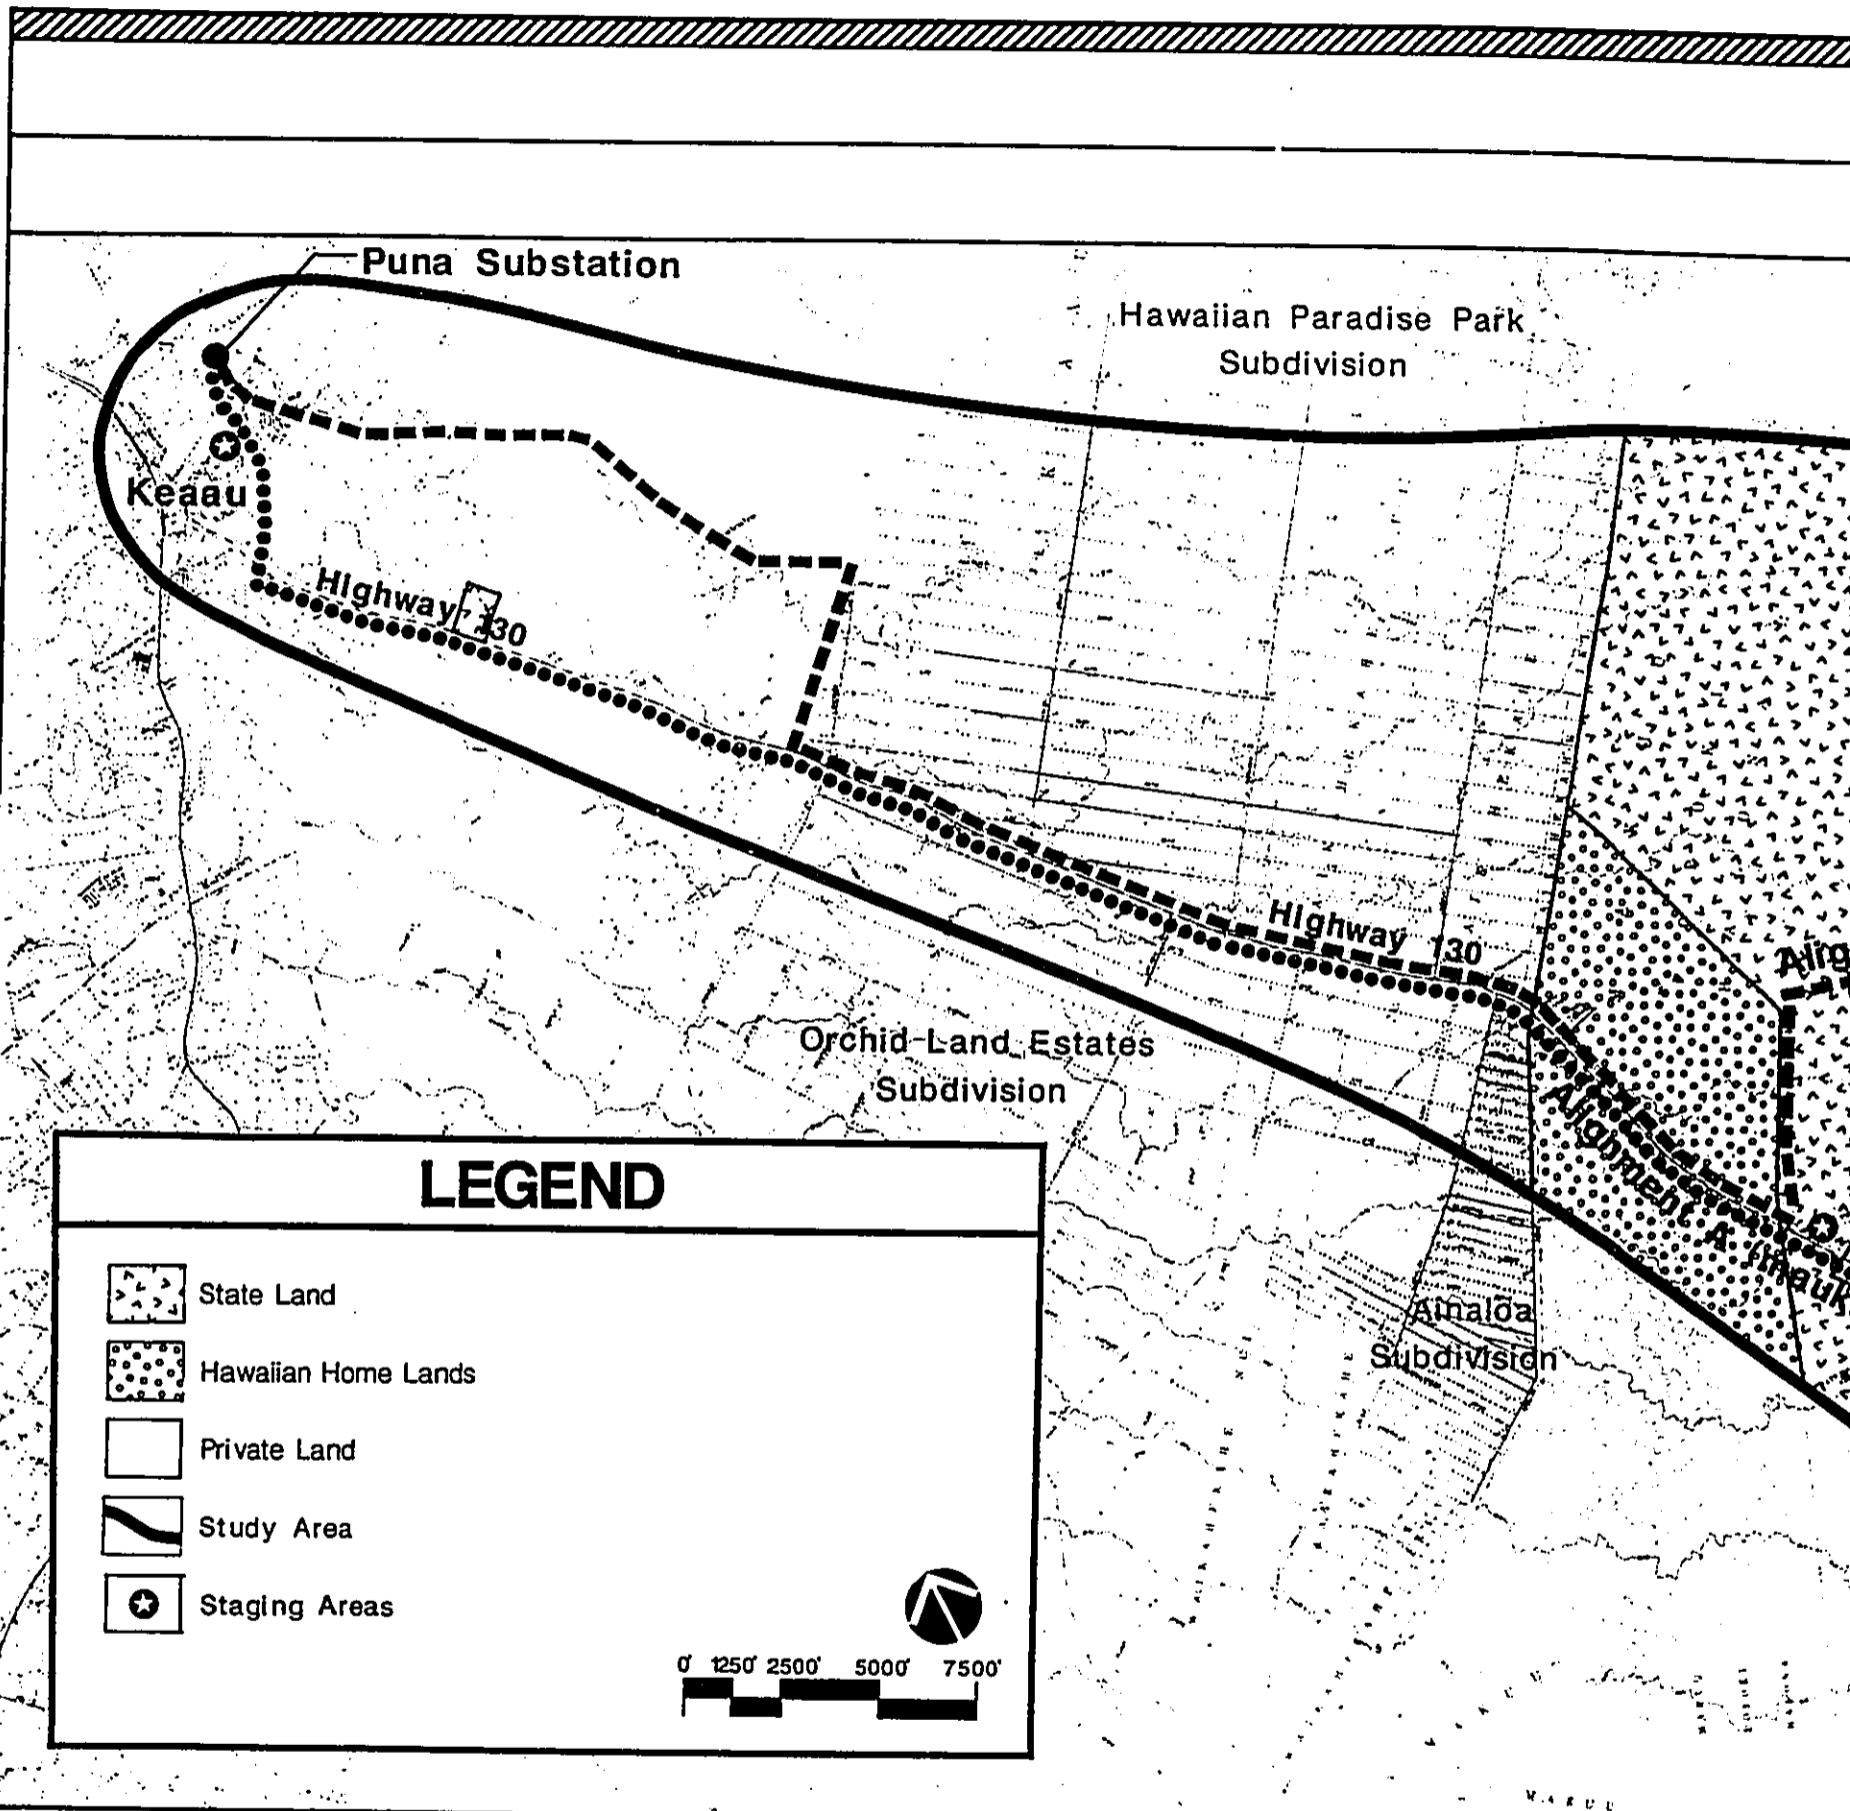 Puna Substation
Hawaiian Paradise Park
Subdivision
Keaau
Highway 130
Highway 130
Orchid Land Estates
Subdivision
Alignment A
Ainaloa
Subdivision
LEGEND
State Land
Hawaiian Home Lands
Private Land
Study Area
Staging Areas
0' 1250' 2500' 5000' 7500'